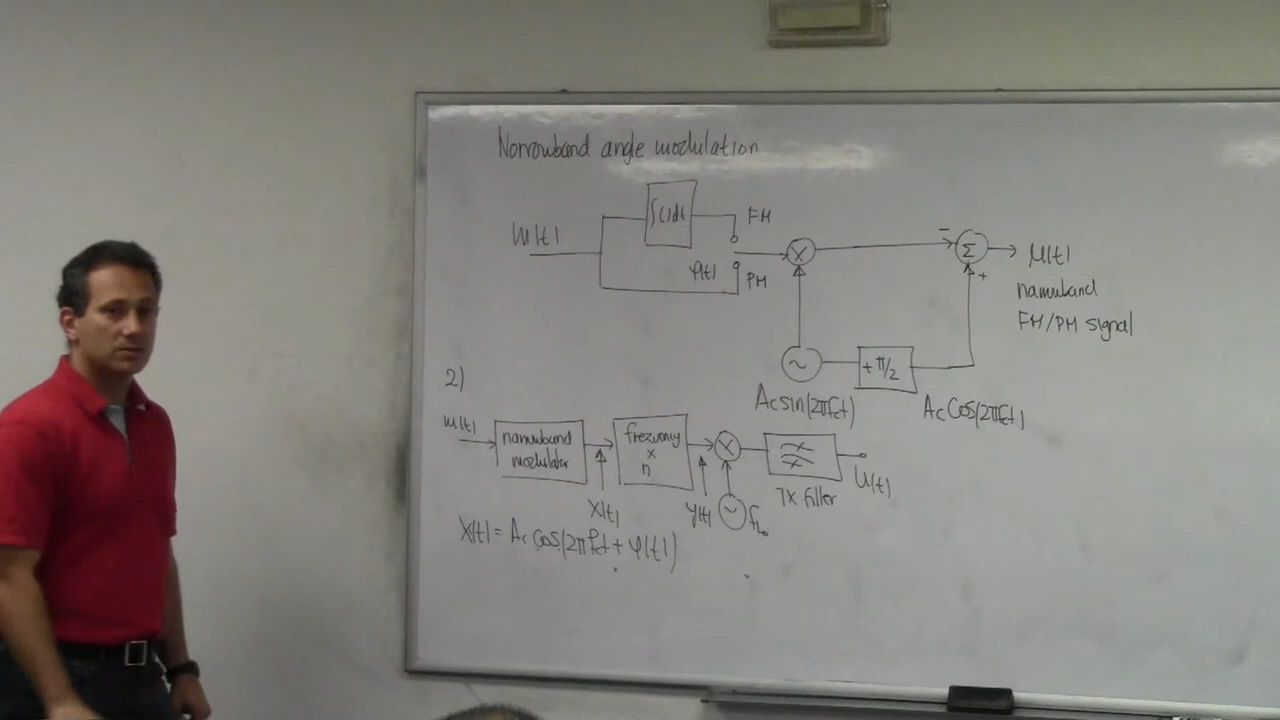 Narrowband angle modulation
∫( )dt
FM
m(t)
φ(t)
PM
X
-
Σ
+
u(t)
narrowband
FM/PM signal
~
+π/2
Ac sin(2πfct)
Ac Cos(2πfct)
2)
m(t)
narrowband
modulator
frequency
x
n
X
TX filter
u(t)
X(t)
y(t)
~
fLo
X(t) = Ac Cos(2πfct + φ(t))